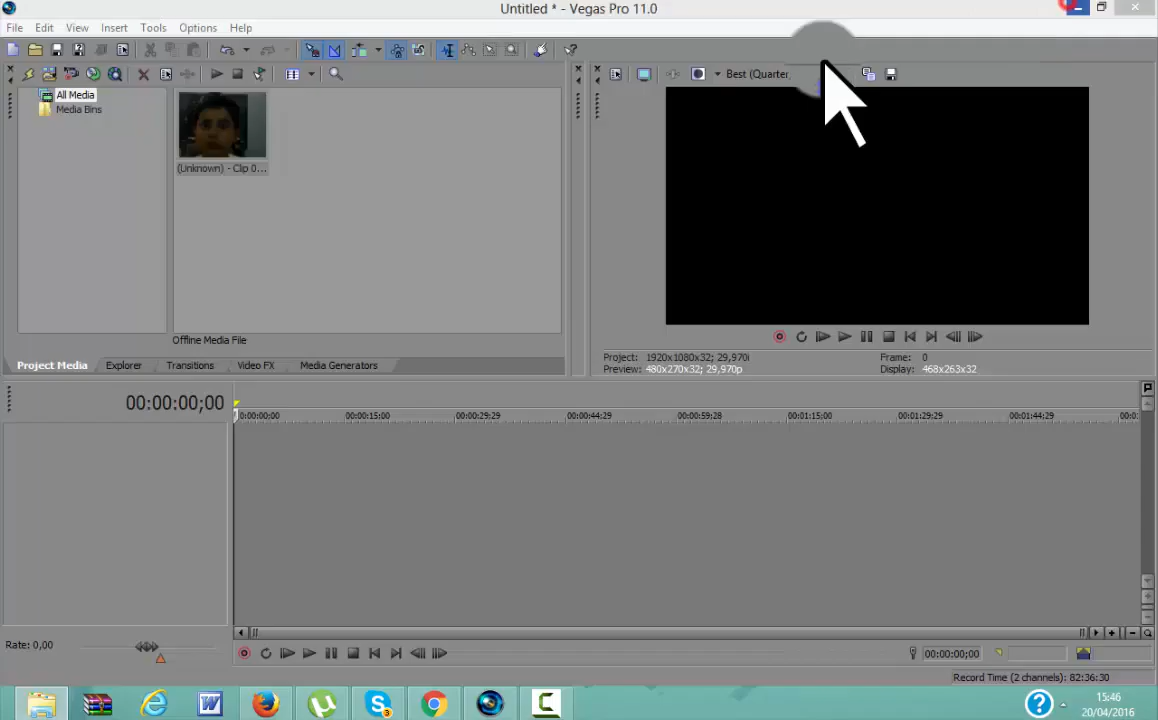 Untitled * - Vegas Pro 11.0
File Edit View Insert Tools Options Help
Best (Quarter)
All Media
Media Bins
(Unknown) - Clip 0...
Offline Media File
Project Media Explorer Transitions Video FX Media Generators
Project: 1920x1080x32; 29,970i
Preview: 480x270x32; 29,970p
Frame: 0
Display: 468x263x32
00:00:00;00
0:00:00;00 00:00:15;00 00:00:29;29 00:00:44;29 00:00:59;28 00:01:15;00 00:01:29;29 00:01:44;29 00:0
Rate: 0,00
00:00:00;00
Record Time (2 channels): 82:36:30
3
15:46
20/04/2016